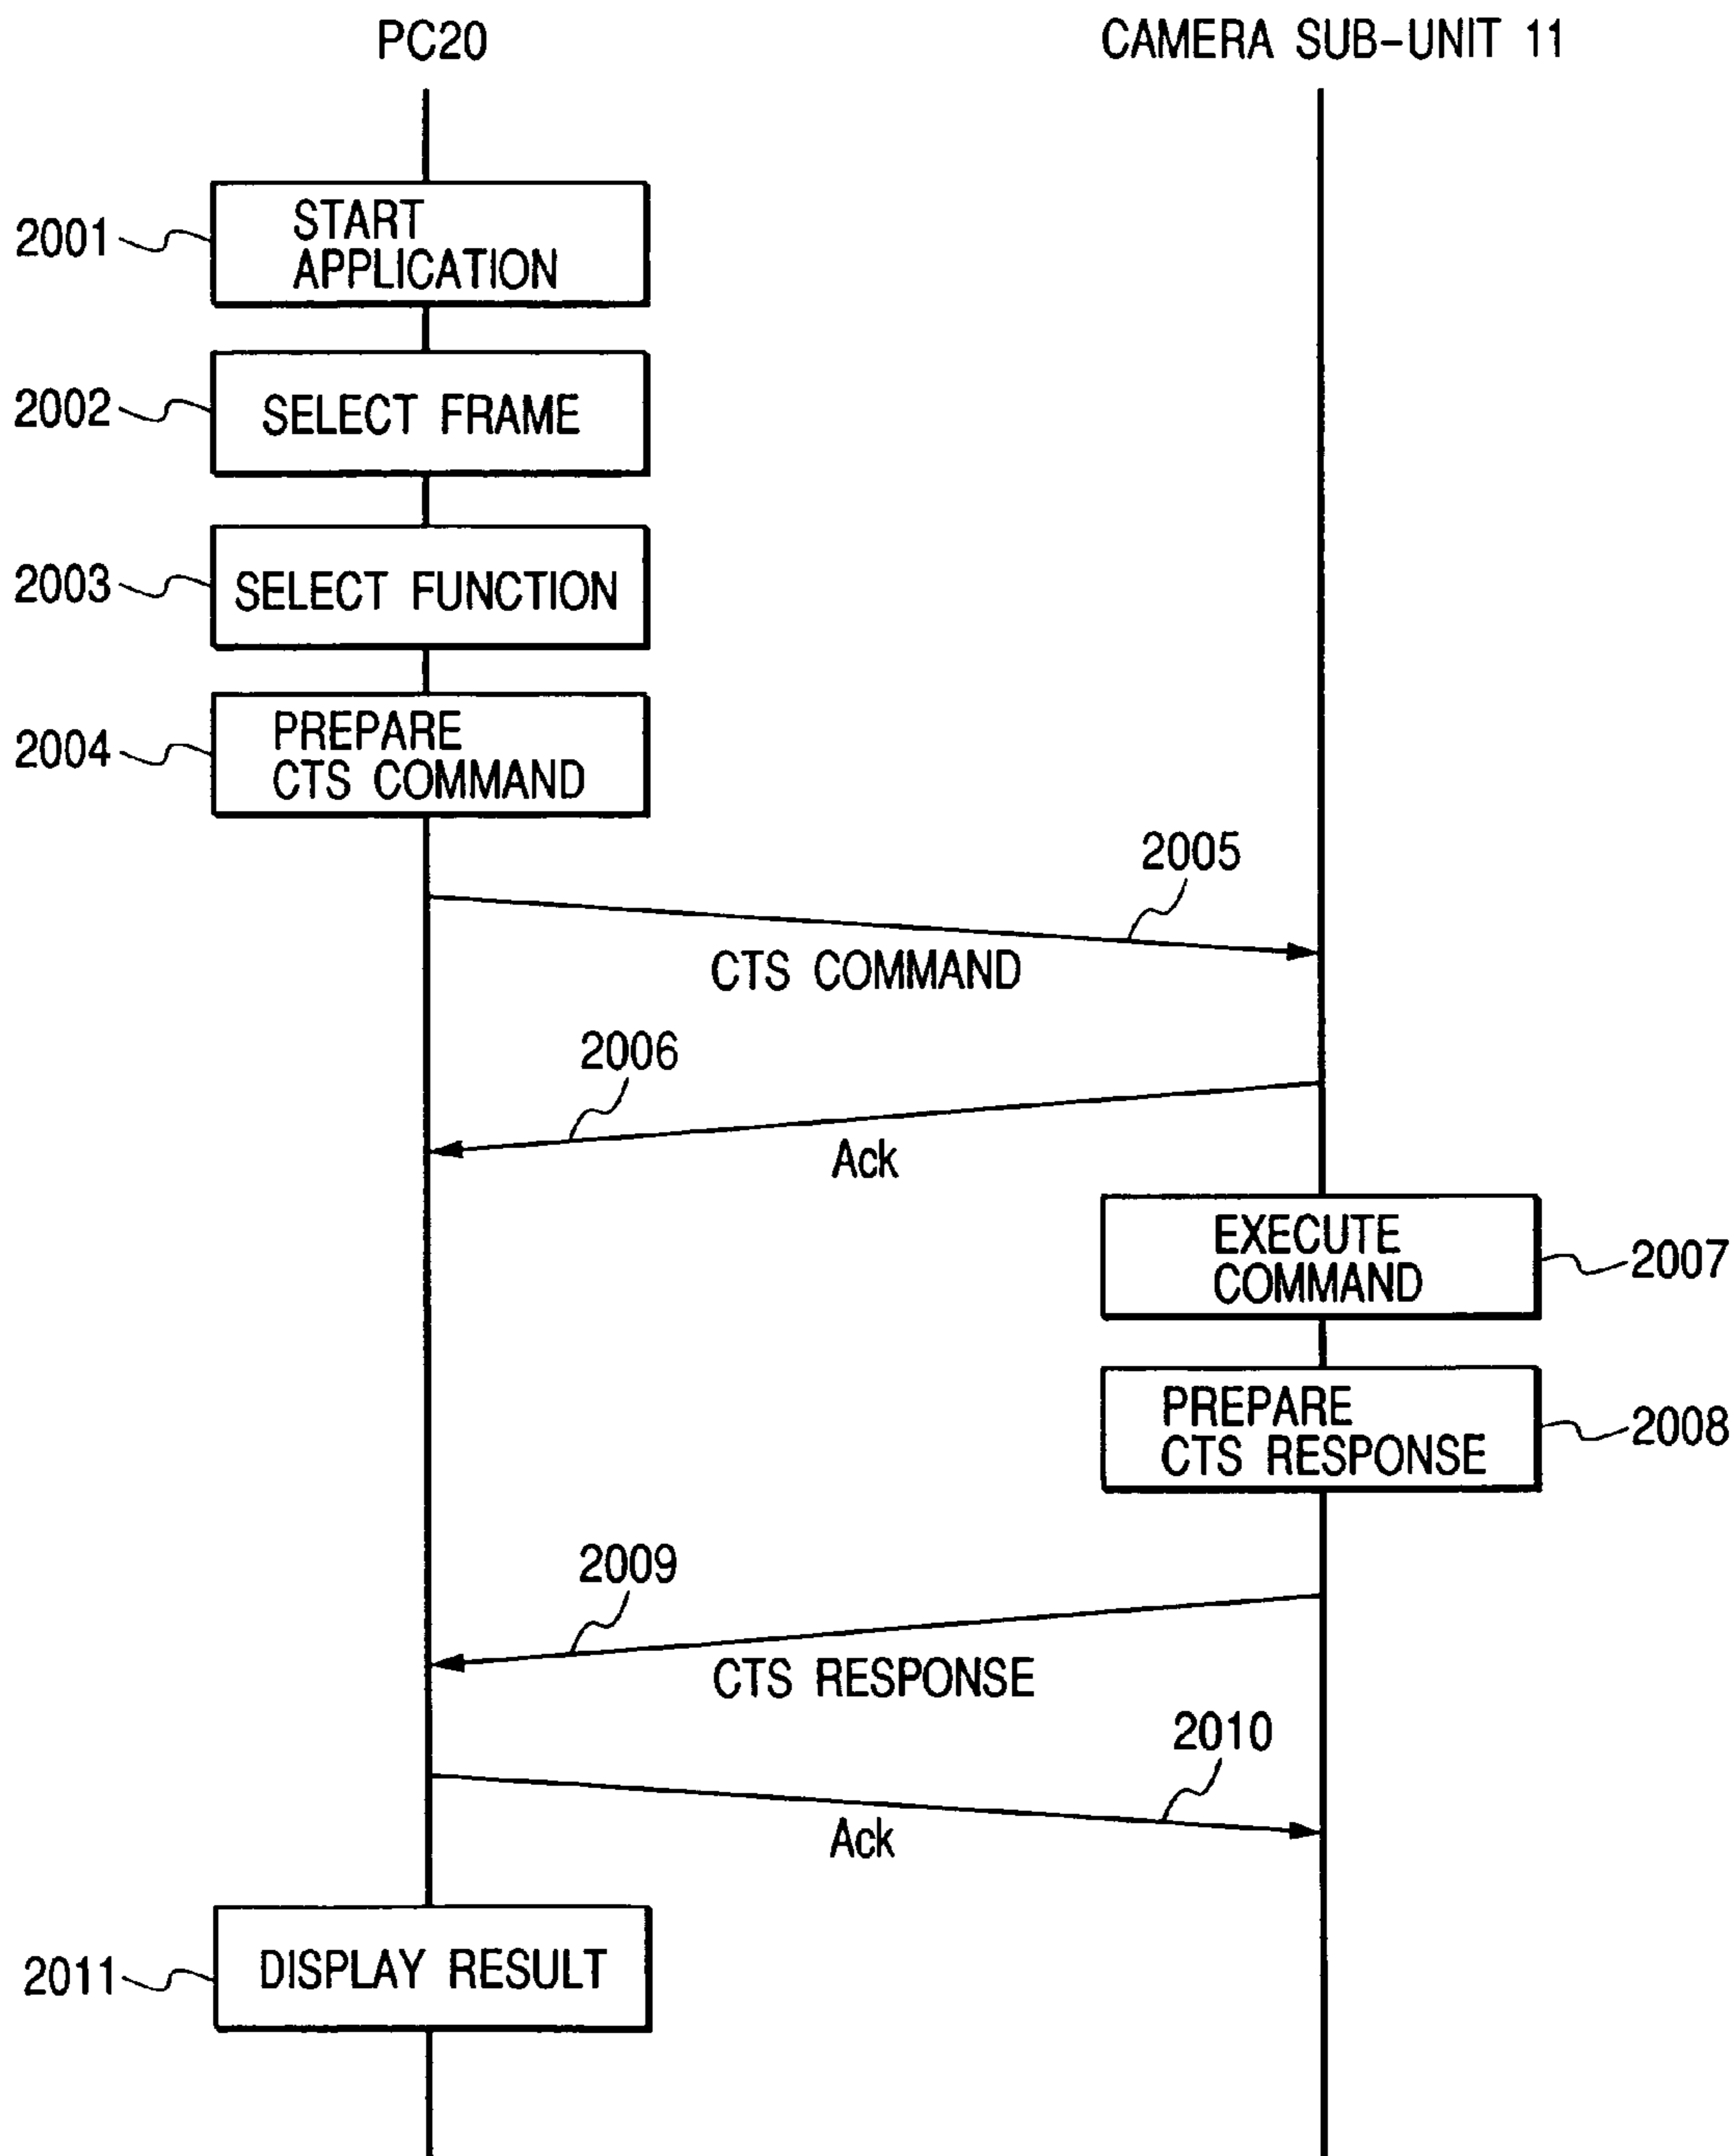 PC20
CAMERA SUB-UNIT 11
2001
START
APPLICATION
2002
SELECT FRAME
2003
SELECT FUNCTION
2004
PREPARE
CTS COMMAND
2005
CTS COMMAND
2006
Ack
EXECUTE
COMMAND
2007
PREPARE
CTS RESPONSE
2008
2009
CTS RESPONSE
2010
Ack
2011
DISPLAY RESULT